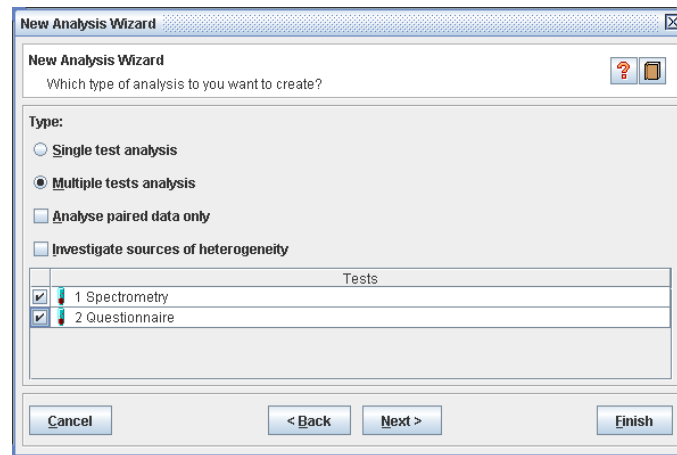 New Analysis Wizard
New Analysis Wizard
Which type of analysis to you want to create?
Type:
Single test analysis
Multiple tests analysis
Analyse paired data only
Investigate sources of heterogeneity
Tests
1 Spectrometry
2 Questionnaire
Cancel < Back Next > Finish